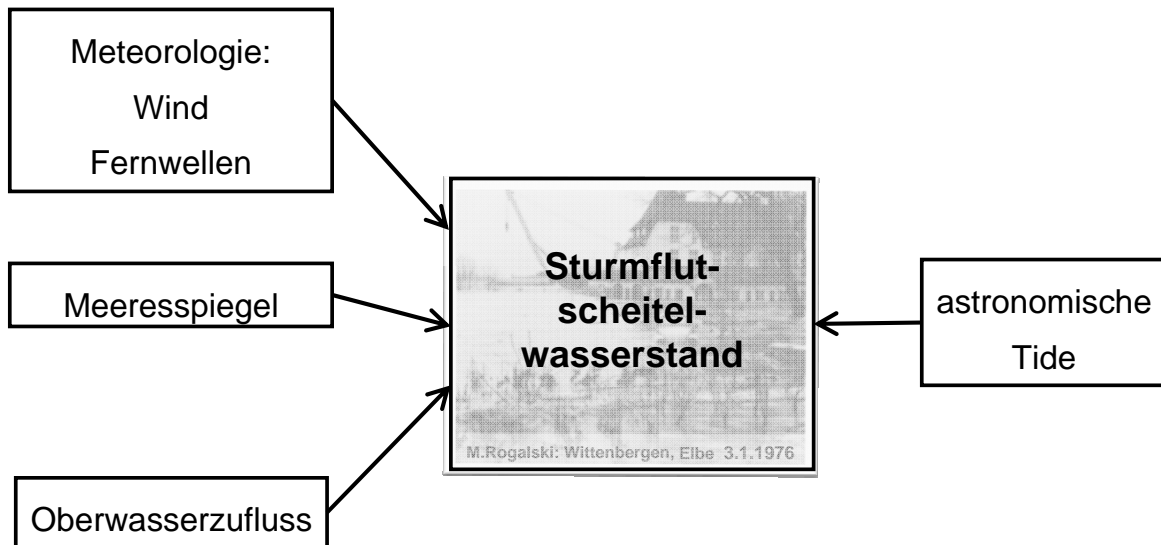 Meteorologie:
Wind
Fernwellen
Meeresspiegel
Oberwasserzufluss
Sturmflut-
scheitel-
wasserstand
M.Rogalski: Wittenbergen, Elbe 3.1.1976
astronomische
Tide